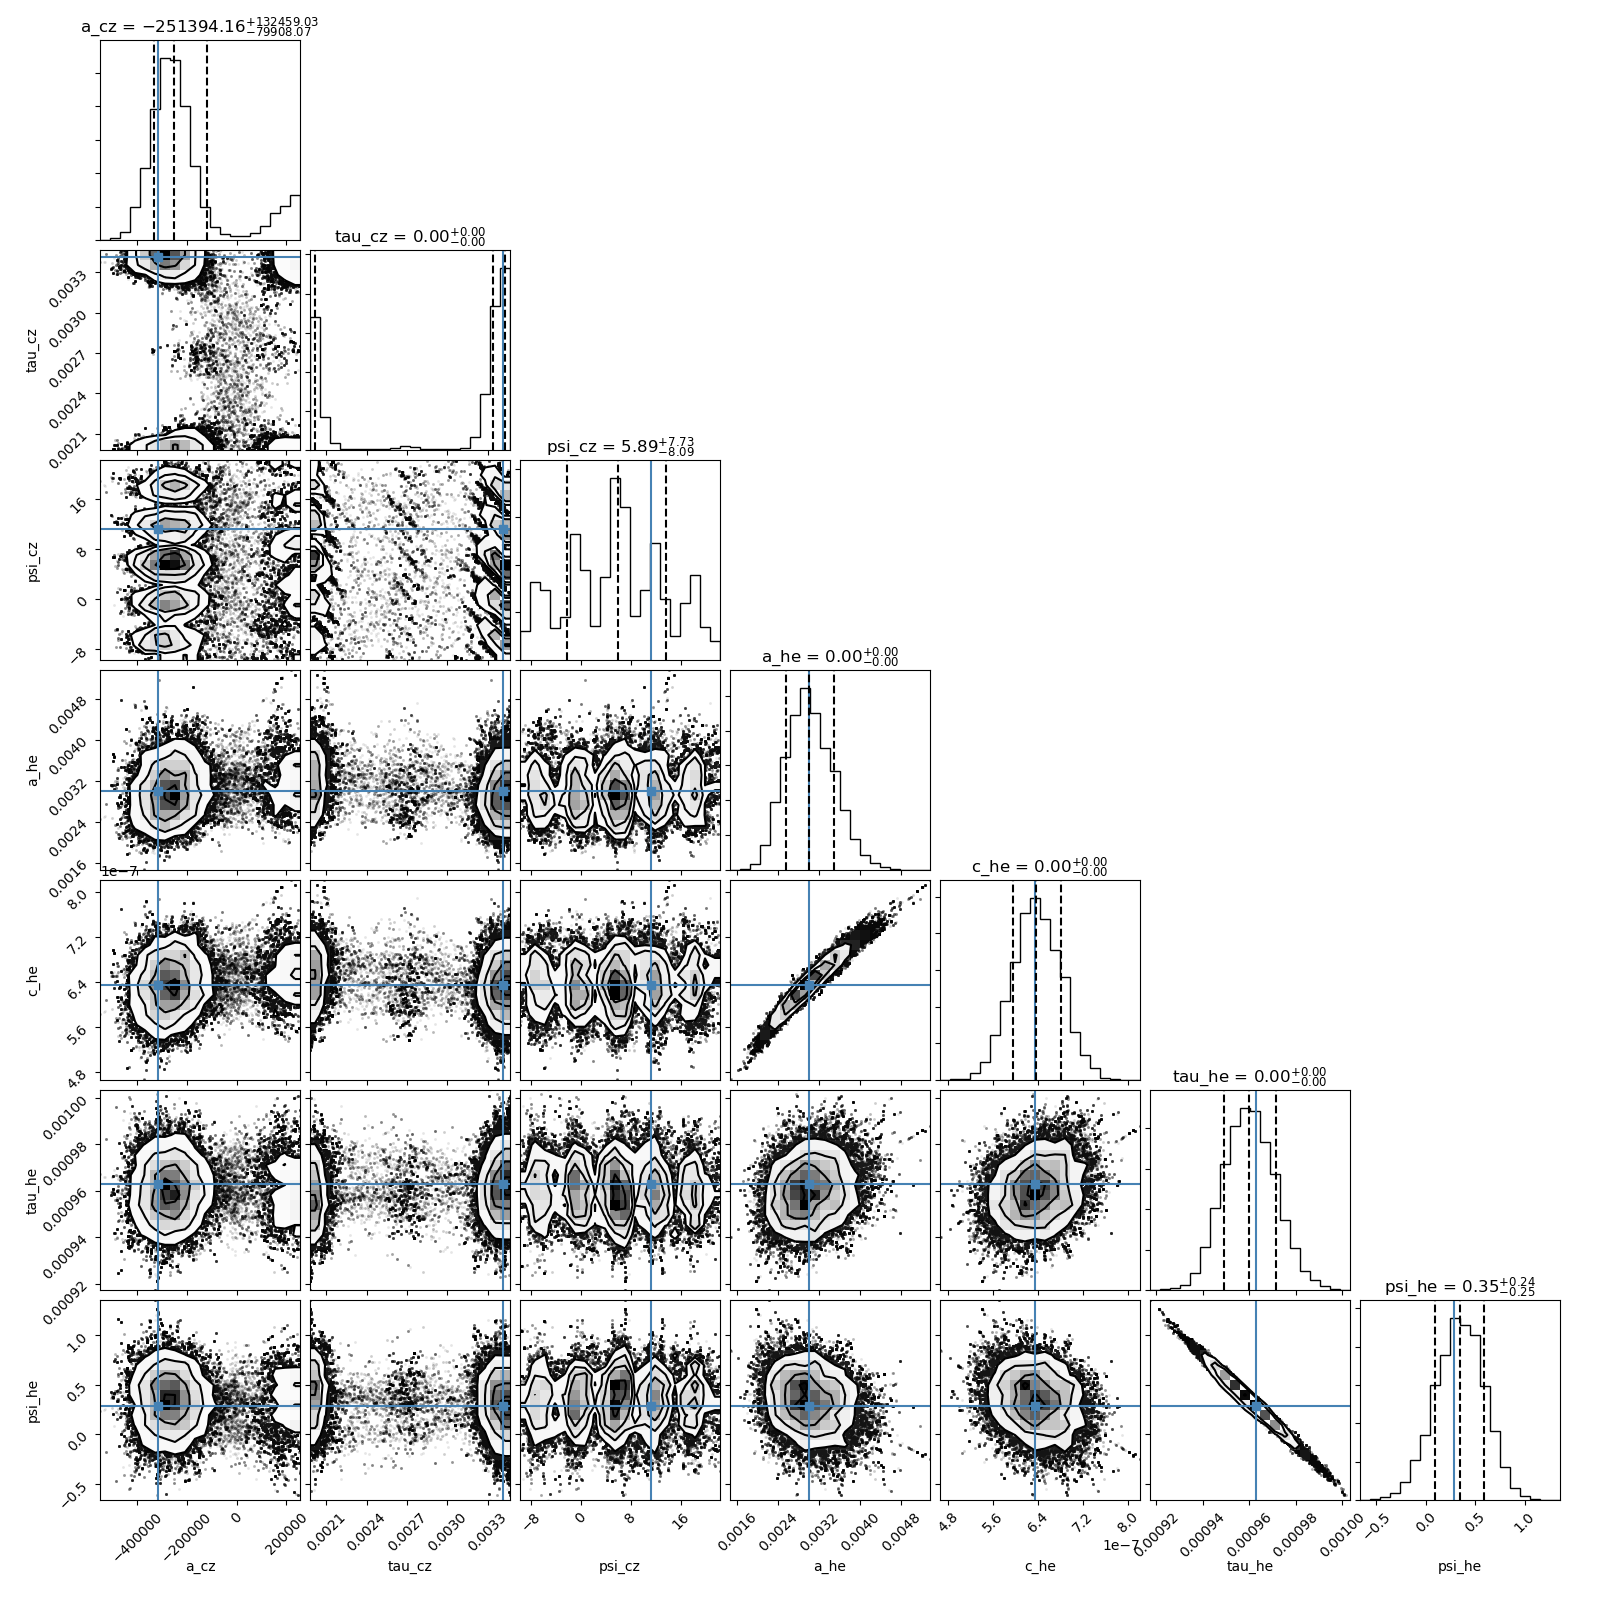 a_cz = −251394.16+132459.03−79908.07
tau_cz = 0.00+0.00−0.00
0.0033
0.0030
0.0027
0.0024
0.0021
tau_cz
psi_cz = 5.89+7.73−8.09
16
8
0
−8
psi_cz
a_he = 0.00+0.00−0.00
0.0048
0.0040
0.0032
0.0024
0.0016
a_he
c_he = 0.00+0.00−0.00
1e−7
8.0
7.2
6.4
5.6
4.8
c_he
tau_he = 0.00+0.00−0.00
0.00100
0.00098
0.00096
0.00094
0.00092
tau_he
psi_he = 0.35+0.24−0.25
1.0
0.5
0.0
−0.5
psi_he
−400000 −200000 0 200000 0.0021 0.0024 0.0027 0.0030 0.0033 −8 0 8 16 0.0016 0.0024 0.0032 0.0040 0.0048 4.8 5.6 6.4 7.2 8.0 1e−7 0.00092 0.00094 0.00096 0.00098 0.00100 −0.5 0.0 0.5 1.0
a_cz tau_cz psi_cz a_he c_he tau_he psi_he